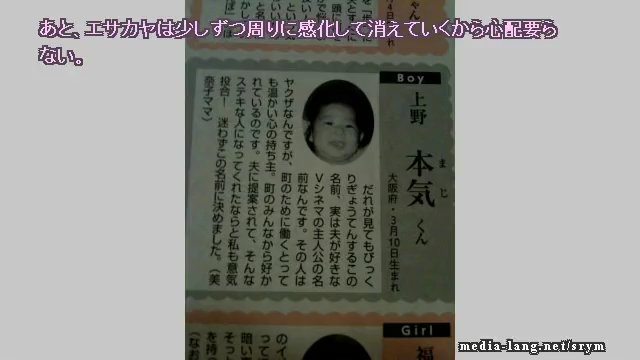 あと、エサカヤは少しずつ周りに感化して消えていくから心配要ら
ない。
Boy
上野 本気くん
まじ
大阪府・3月10日生まれ
だれが見てもびっく
りぎょうてんするこの
名前、実は夫が好きな
Vシネマの主人公の名
前なんです。その人は
ヤクザなんですが、町のために働くとって
も温かい心の持ち主。町のみんなから好か
れているのです。夫に提案されて、そんな
ステキな人になってくれたならと私も意気
投合！ 迷わずこの名前に決めました。（美
奈子ママ）
Girl
福
media-lang.net/srym